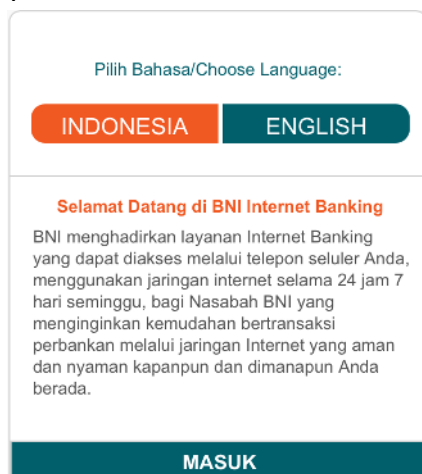 Pilih Bahasa/Choose Language:
INDONESIA ENGLISH
Selamat Datang di BNI Internet Banking
BNI menghadirkan layanan Internet Banking
yang dapat diakses melalui telepon seluler Anda,
menggunakan jaringan internet selama 24 jam 7
hari seminggu, bagi Nasabah BNI yang
menginginkan kemudahan bertransaksi
perbankan melalui jaringan Internet yang aman
dan nyaman kapanpun dan dimanapun Anda
berada.
MASUK